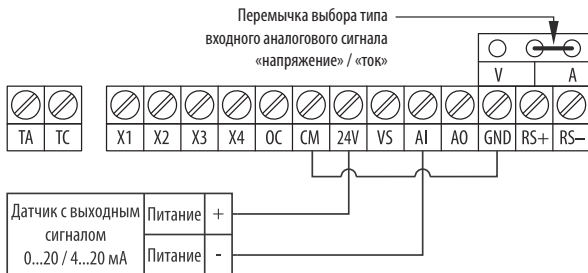 Перемычка выбора типа
входного аналогового сигнала
«напряжение» / «ток»
V A
TA TC X1 X2 X3 X4 OC CM 24V VS AI AO GND RS+ RS–
Датчик с выходным
сигналом
0...20 / 4...20 мА
Питание +
Питание -